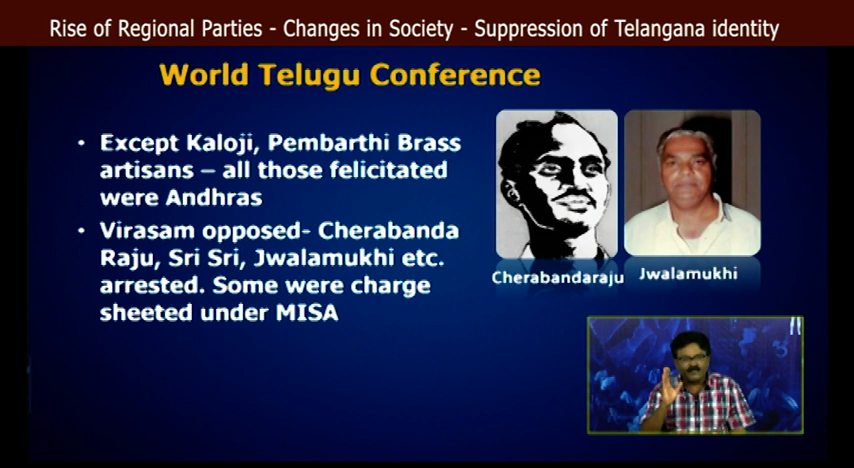 Rise of Regional Parties - Changes in Society - Suppression of Telangana identity
World Telugu Conference
• Except Kaloji, Pembarthi Brass
artisans – all those felicitated
were Andhras
• Virasam opposed- Cherabanda
Raju, Sri Sri, Jwalamukhi etc.
arrested. Some were charge
sheeted under MISA
Cherabandaraju
Jwalamukhi